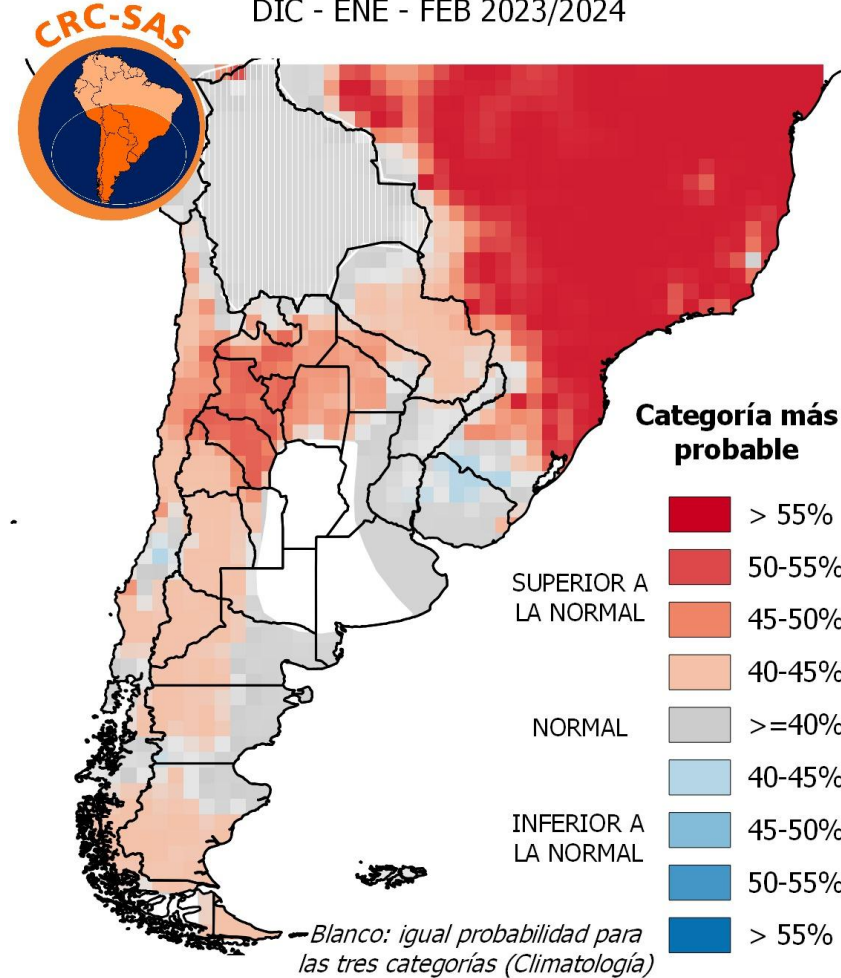 DIC - ENE - FEB 2023/2024
CRC-SAS
Categoría más
probable
> 55%
50-55%
SUPERIOR A
LA NORMAL
45-50%
40-45%
NORMAL
>=40%
40-45%
INFERIOR A
LA NORMAL
45-50%
50-55%
> 55%
Blanco: igual probabilidad para
las tres categorías (Climatología)